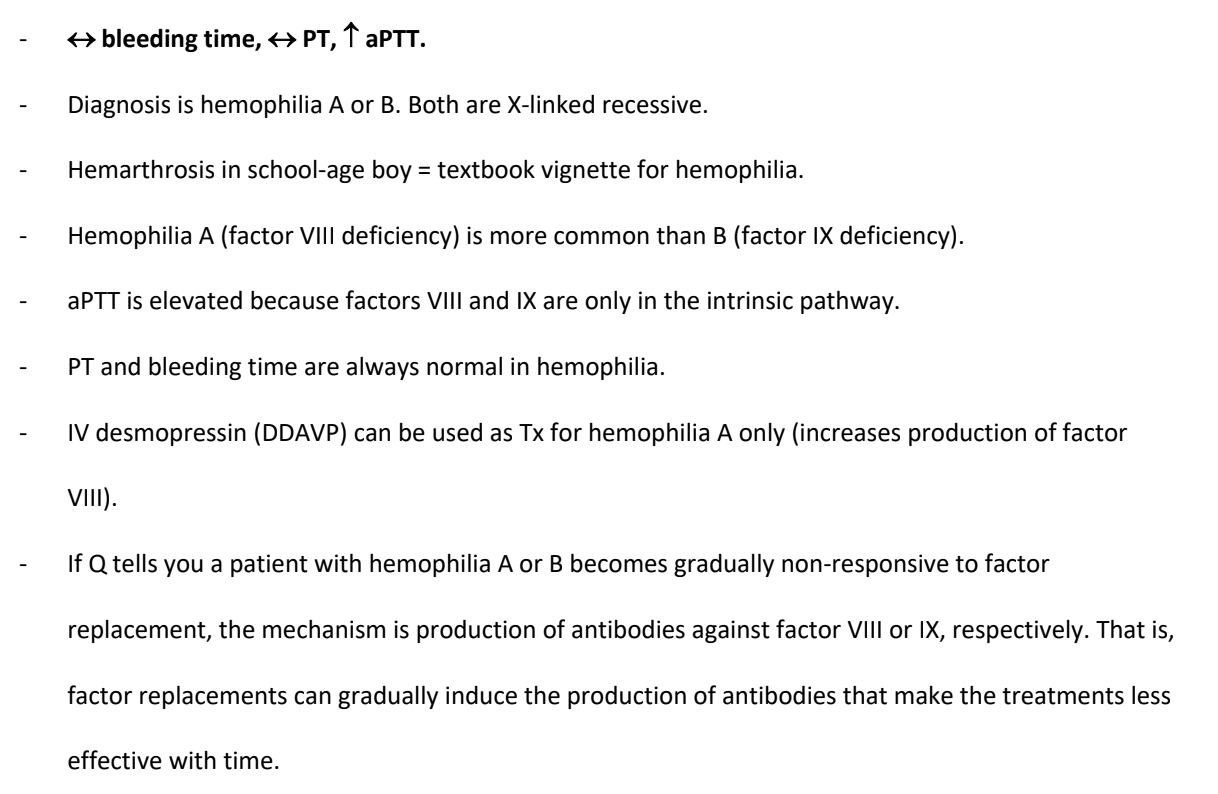 - ↔ bleeding time, ↔ PT, ↑ aPTT.
- Diagnosis is hemophilia A or B. Both are X-linked recessive.
- Hemarthrosis in school-age boy = textbook vignette for hemophilia.
- Hemophilia A (factor VIII deficiency) is more common than B (factor IX deficiency).
- aPTT is elevated because factors VIII and IX are only in the intrinsic pathway.
- PT and bleeding time are always normal in hemophilia.
- IV desmopressin (DDAVP) can be used as Tx for hemophilia A only (increases production of factor
VIII).
- If Q tells you a patient with hemophilia A or B becomes gradually non-responsive to factor
replacement, the mechanism is production of antibodies against factor VIII or IX, respectively. That is,
factor replacements can gradually induce the production of antibodies that make the treatments less
effective with time.